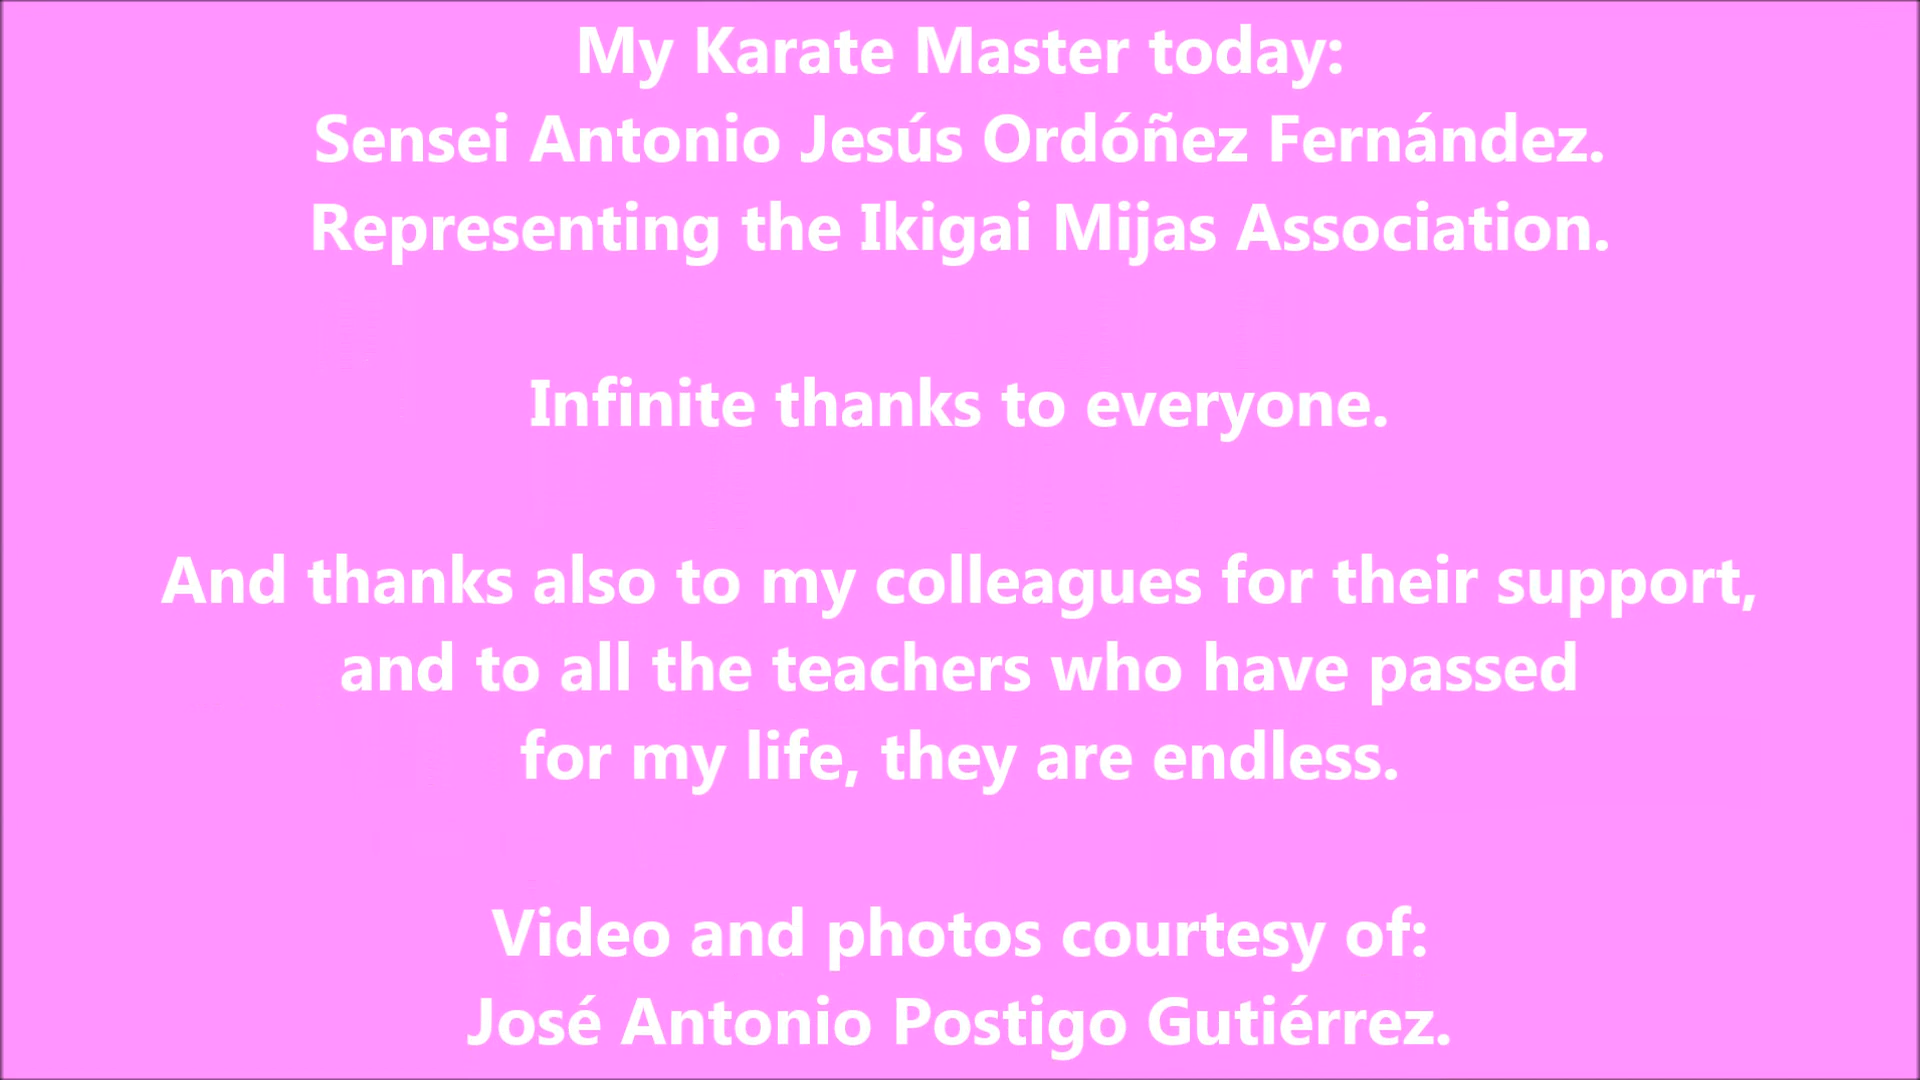 My Karate Master today:
Sensei Antonio Jesús Ordóñez Fernández.
Representing the Ikigai Mijas Association.
Infinite thanks to everyone.
And thanks also to my colleagues for their support,
and to all the teachers who have passed
for my life, they are endless.
Video and photos courtesy of:
José Antonio Postigo Gutiérrez.